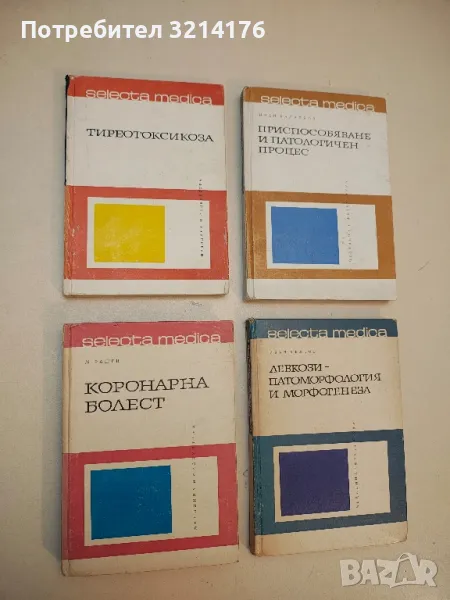 Потребител 3214176
selecta medica
ТИРЕОТОКСИКОЗА
selecta medica
ПРИСПОСОБЯВАНЕ
И ПАТОЛОГИЧЕН
ПРОЦЕС
selecta medica
КОРОНАРНА
БОЛЕСТ
selecta medica
ЛЕВКОЗИ –
ПАТОМОРФОЛОГИЯ
И МОРФОГЕНЕЗА
BAZAR